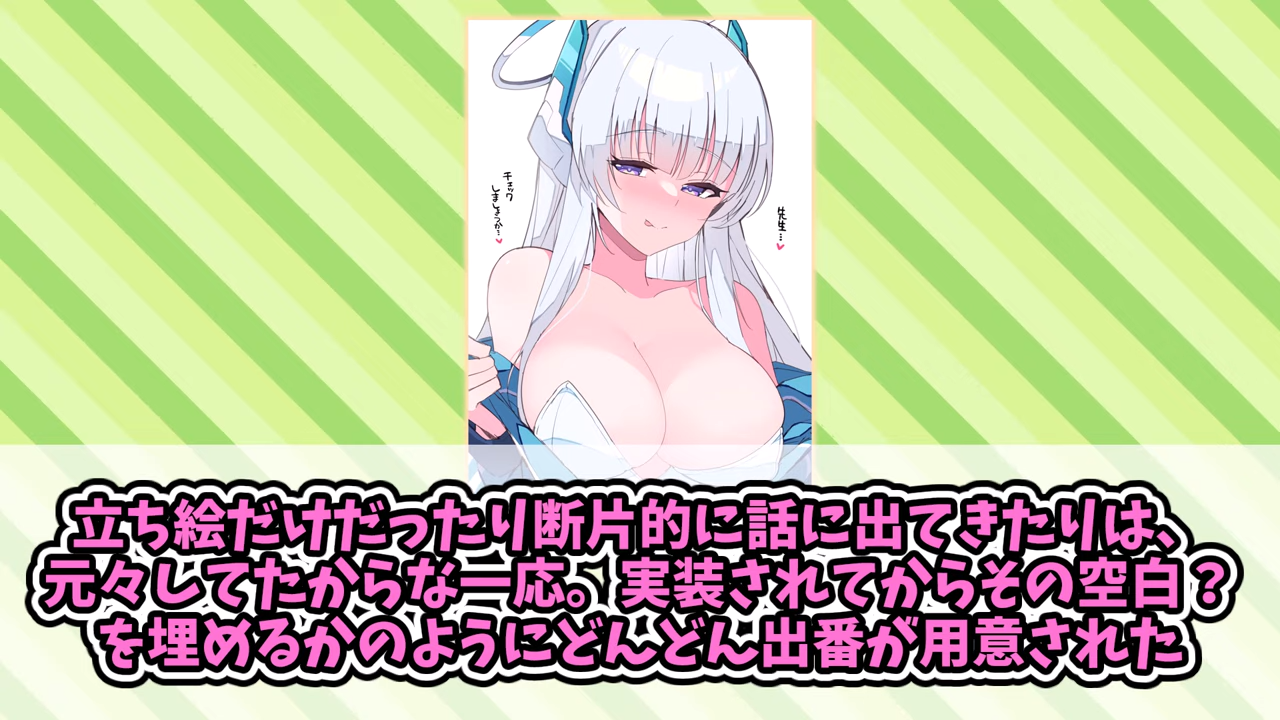 先生…
チェック
しましょうか…
立ち絵だけだったり断片的に話に出てきたりは、
元々してたからな一応。実装されてからその空白？
を埋めるかのようにどんどん出番が用意された